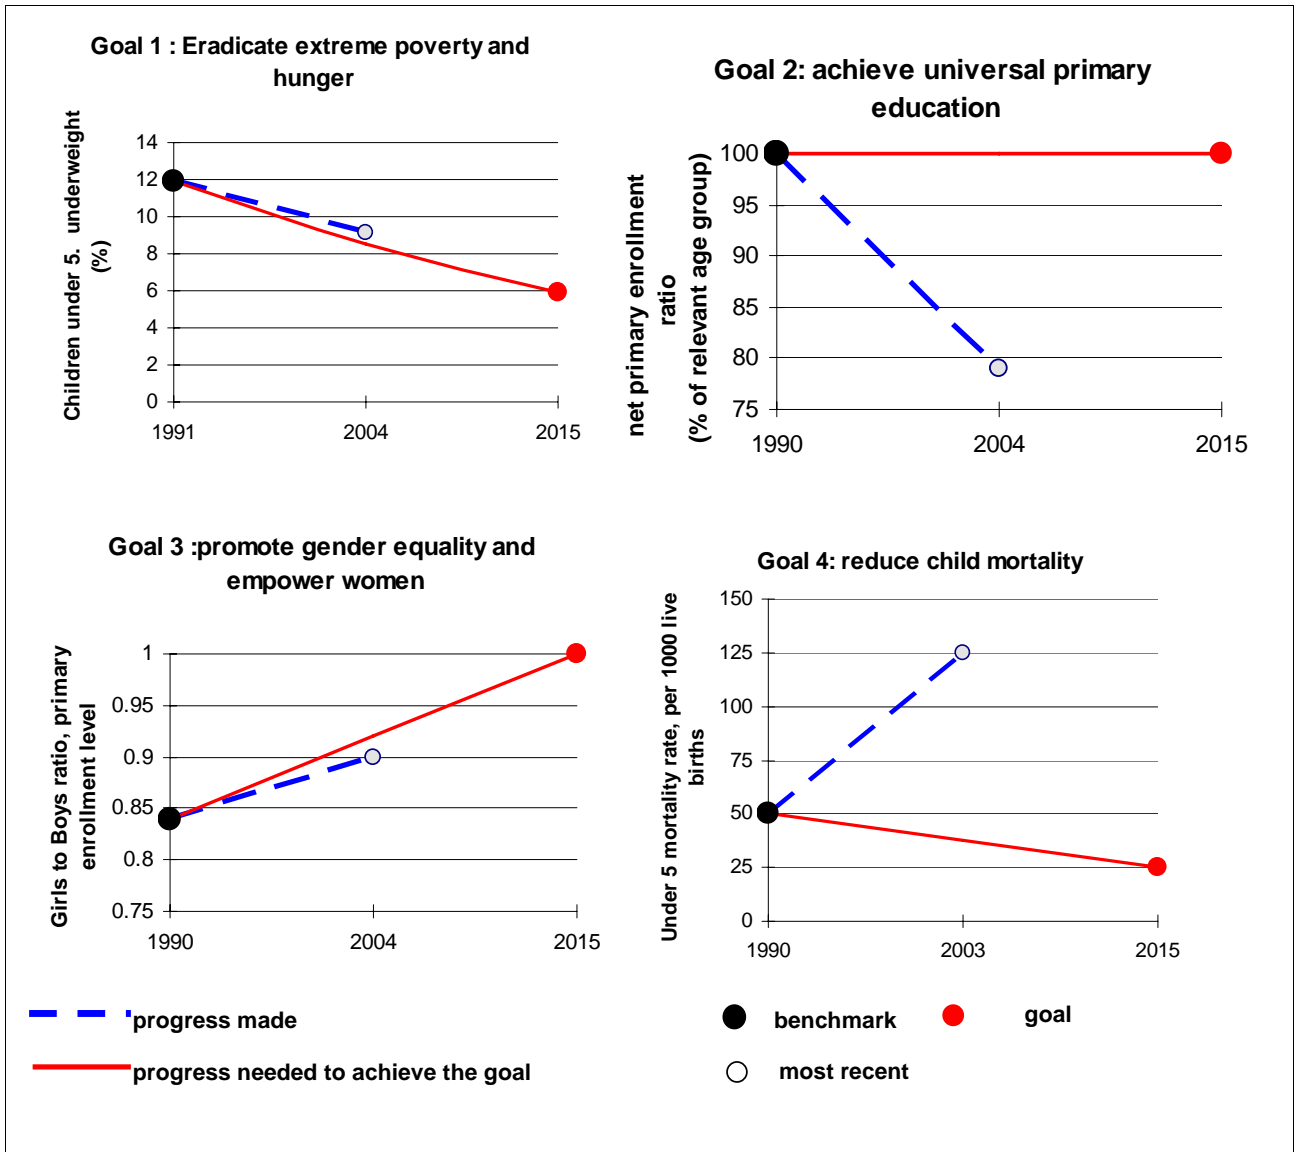 Goal 1 : Eradicate extreme poverty and
hunger
Children under 5. underweight
(%)
14
12
10
8
6
4
2
0
1991
2004
2015
Goal 2: achieve universal primary
education
net primary enrollment
ratio
(% of relevant age group)
100
95
90
85
80
75
1990
2004
2015
Goal 3 :promote gender equality and
empower women
Girls to Boys ratio, primary
enrollment level
1
0.95
0.9
0.85
0.8
0.75
1990
2004
2015
Goal 4: reduce child mortality
Under 5 mortality rate, per 1000 live
births
150
125
100
75
50
25
0
1990
2003
2015
progress made
progress needed to achieve the goal
benchmark
goal
most recent